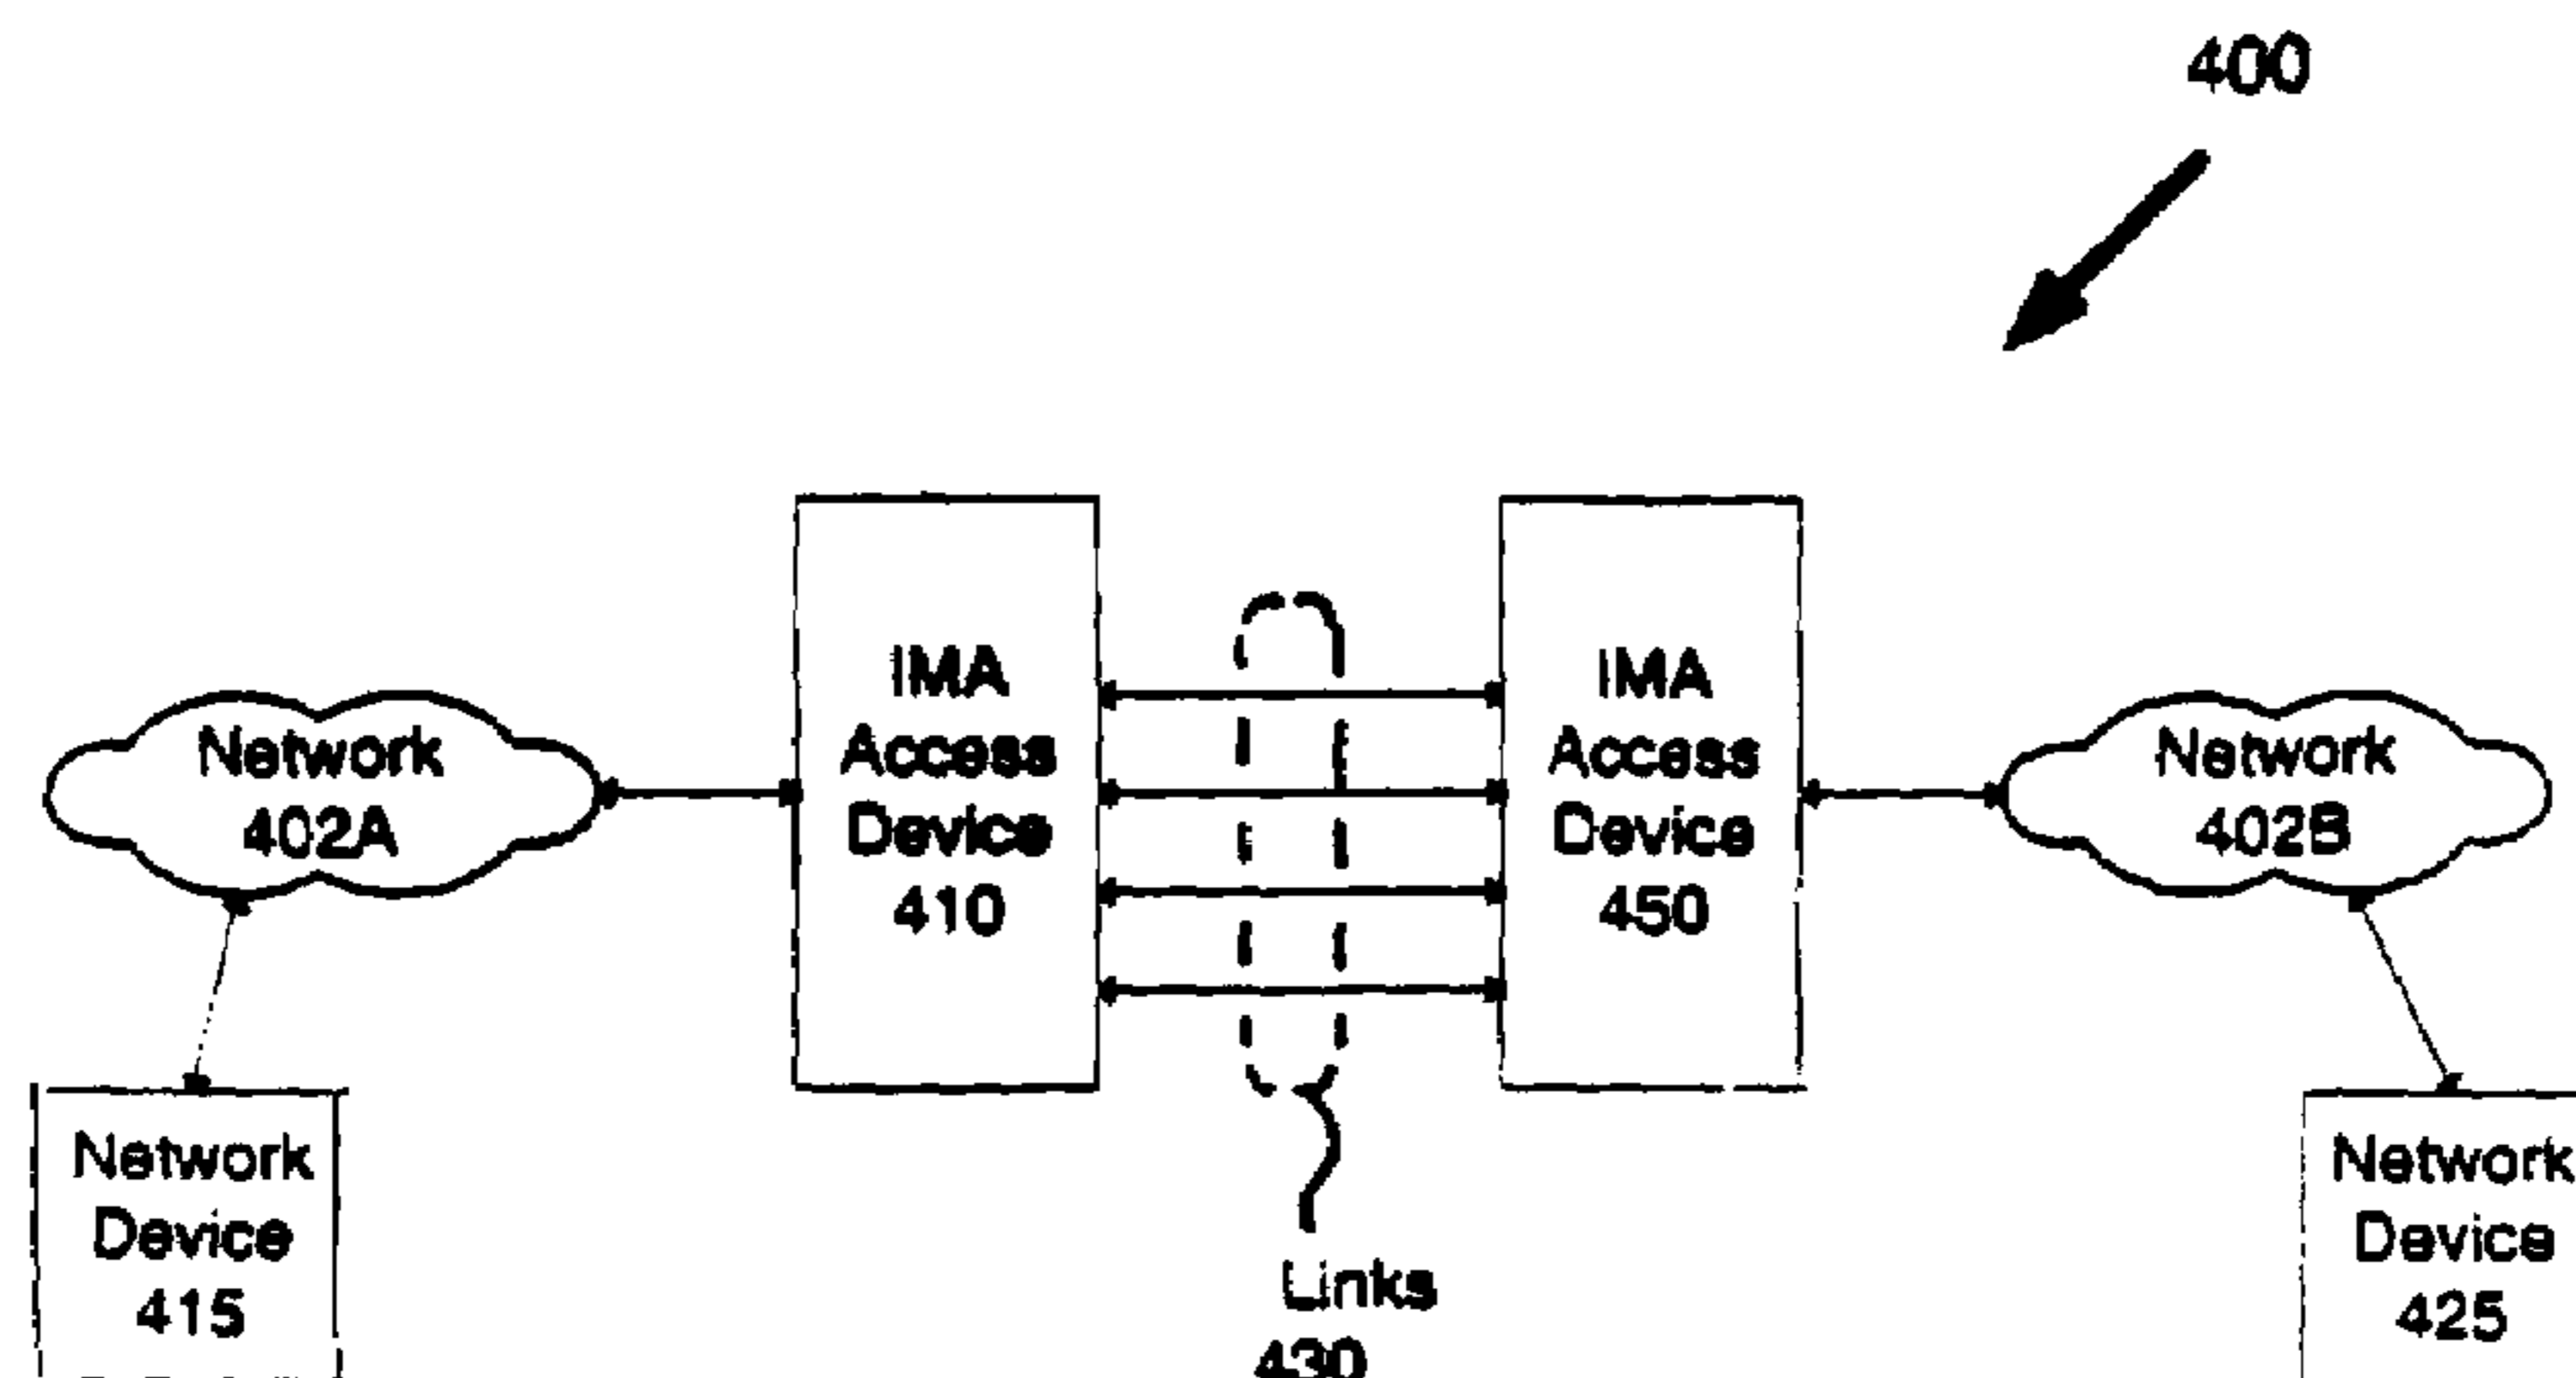 400
IMA
Access
Device
410
IMA
Access
Device
450
Network
402A
Network
402B
Network
Device
415
Network
Device
425
Links
430